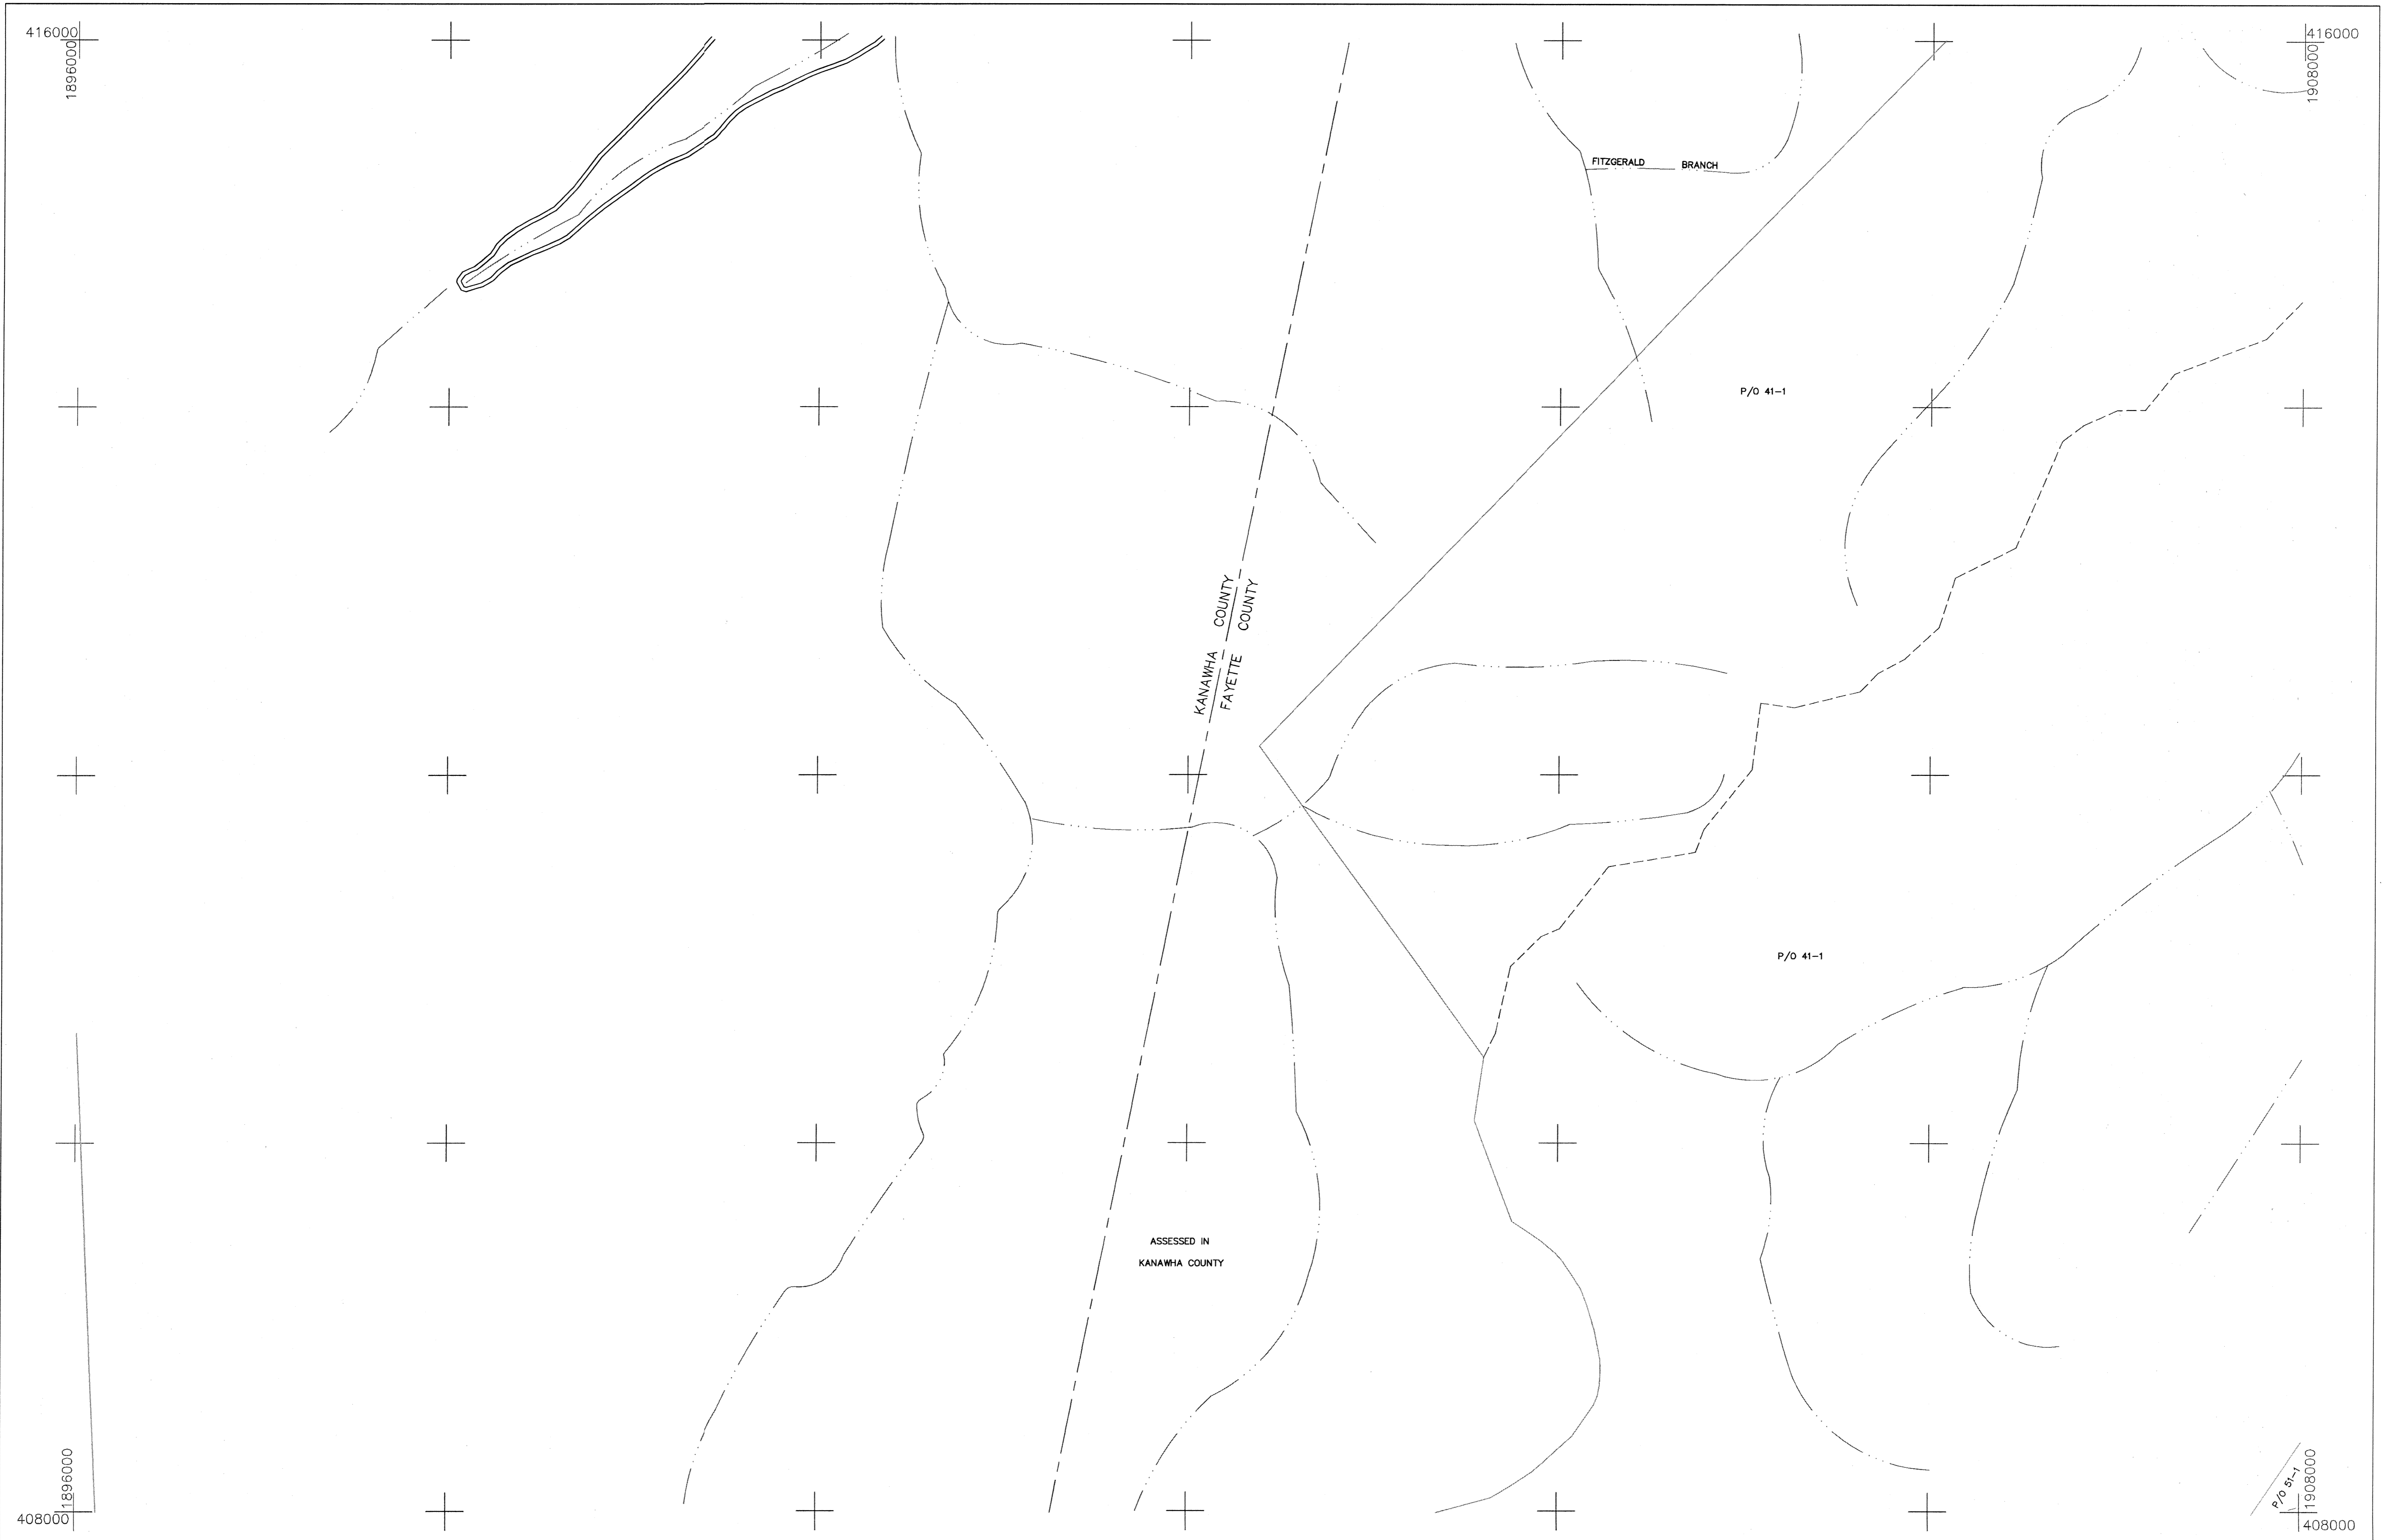 416000
1896000
416000
1908000
FITZGERALD BRANCH
P/O 41-1
KANAWHA COUNTY
FAYETTE COUNTY
P/O 41-1
ASSESSED IN
KANAWHA COUNTY
1896000
408000
P/O 51-1
1908000
408000